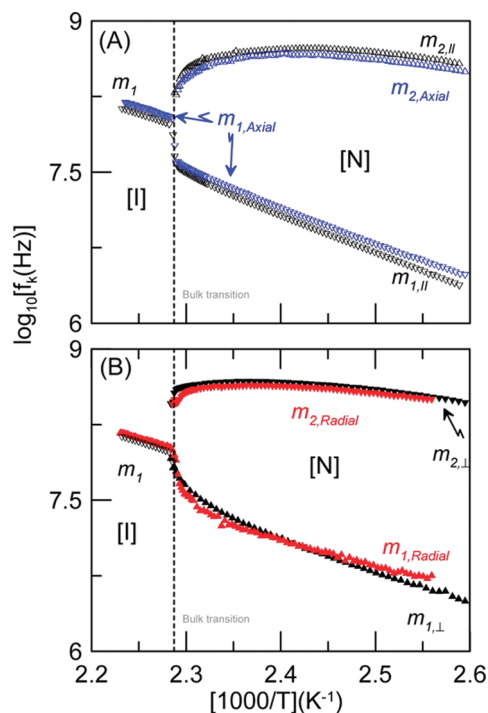 9
(A)
m2,ll
m1
m2,Axial
m1,Axial
7.5
[N]
[I]
m1,ll
Bulk transition
6
log10[fk(Hz)]
9
(B)
m2,Radial
m2,⊥
m1
[N]
7.5
[I]
m1,Radial
Bulk transition
m1,⊥
6
2.2 2.3 2.4 2.5 2.6
[1000/T](K-1)